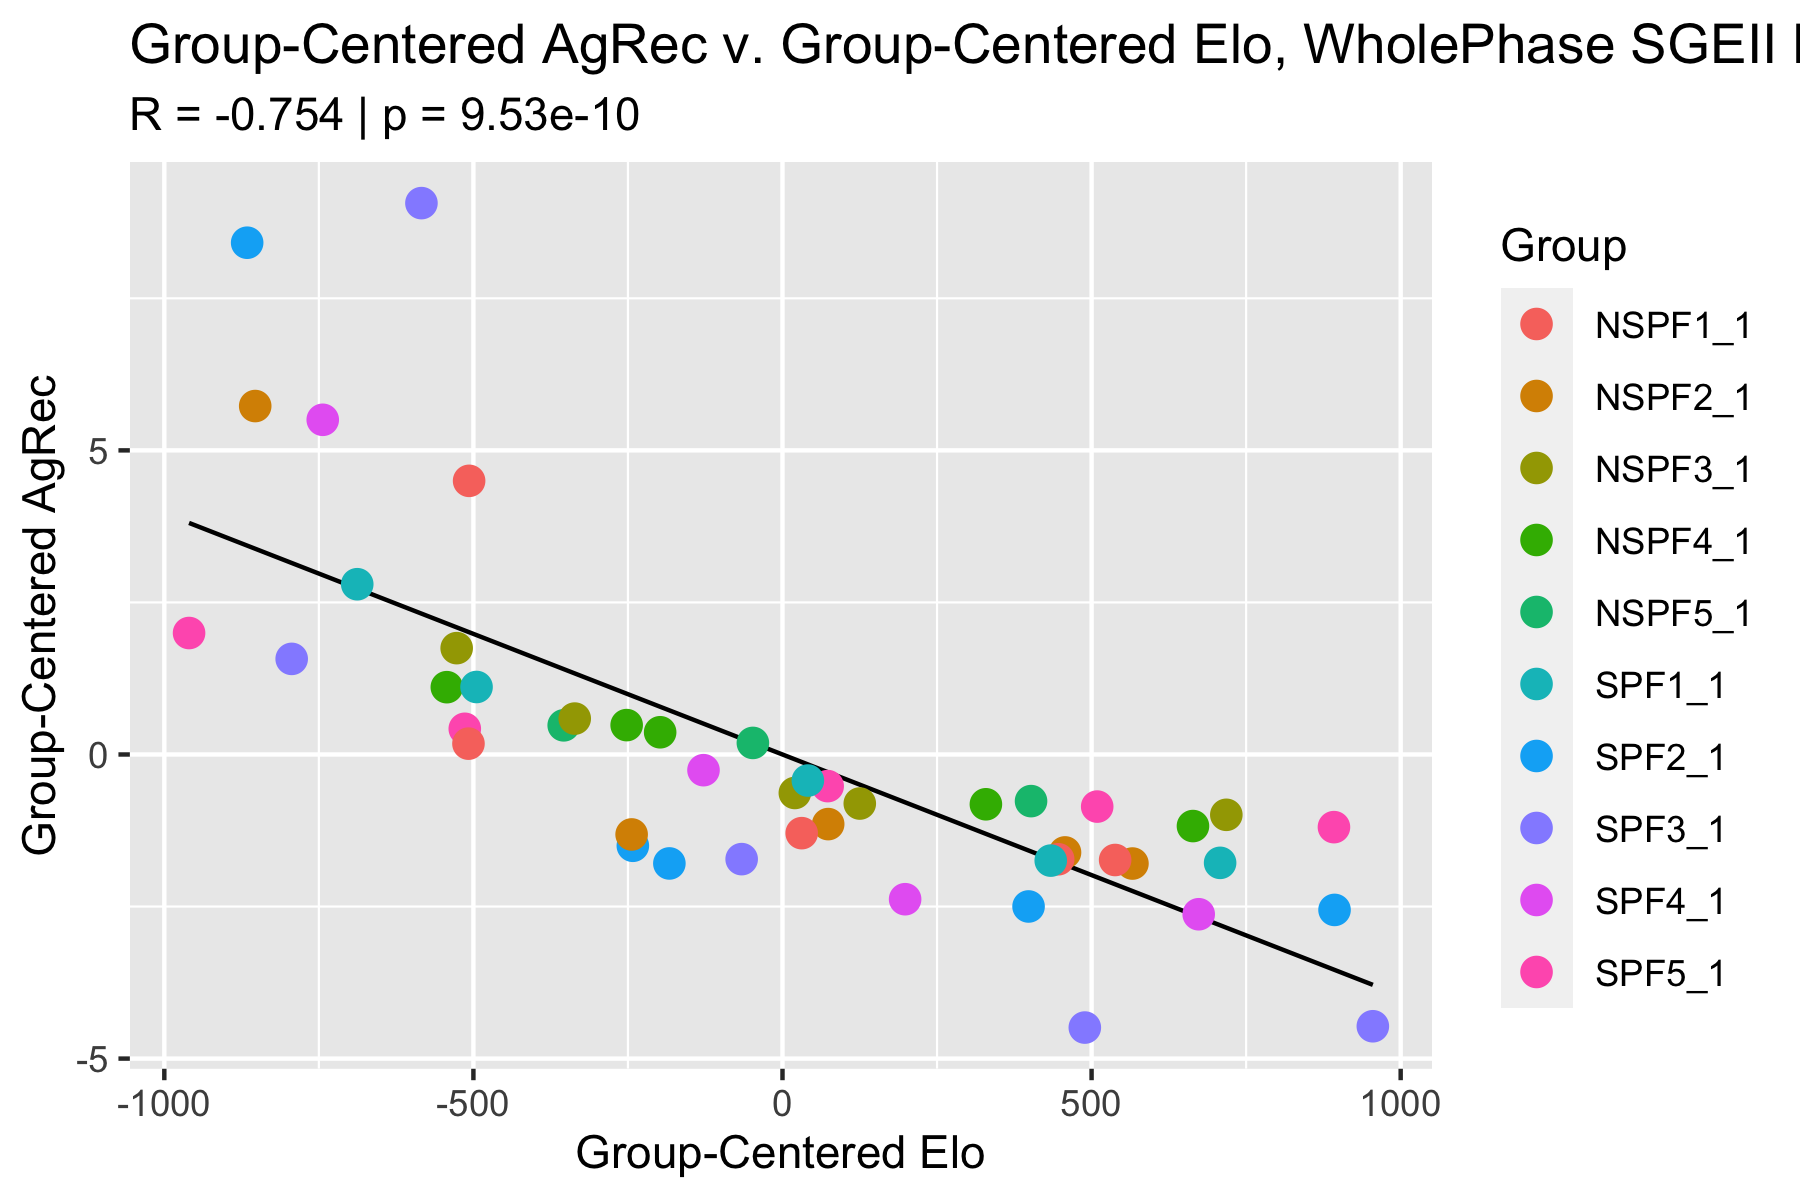 Group-Centered AgRec v. Group-Centered Elo, WholePhase SGEII
R = -0.754 | p = 9.53e-10
Group-Centered AgRec
5
0
-5
-1000 -500 0 500 1000
Group-Centered Elo
Group
NSPF1_1
NSPF2_1
NSPF3_1
NSPF4_1
NSPF5_1
SPF1_1
SPF2_1
SPF3_1
SPF4_1
SPF5_1